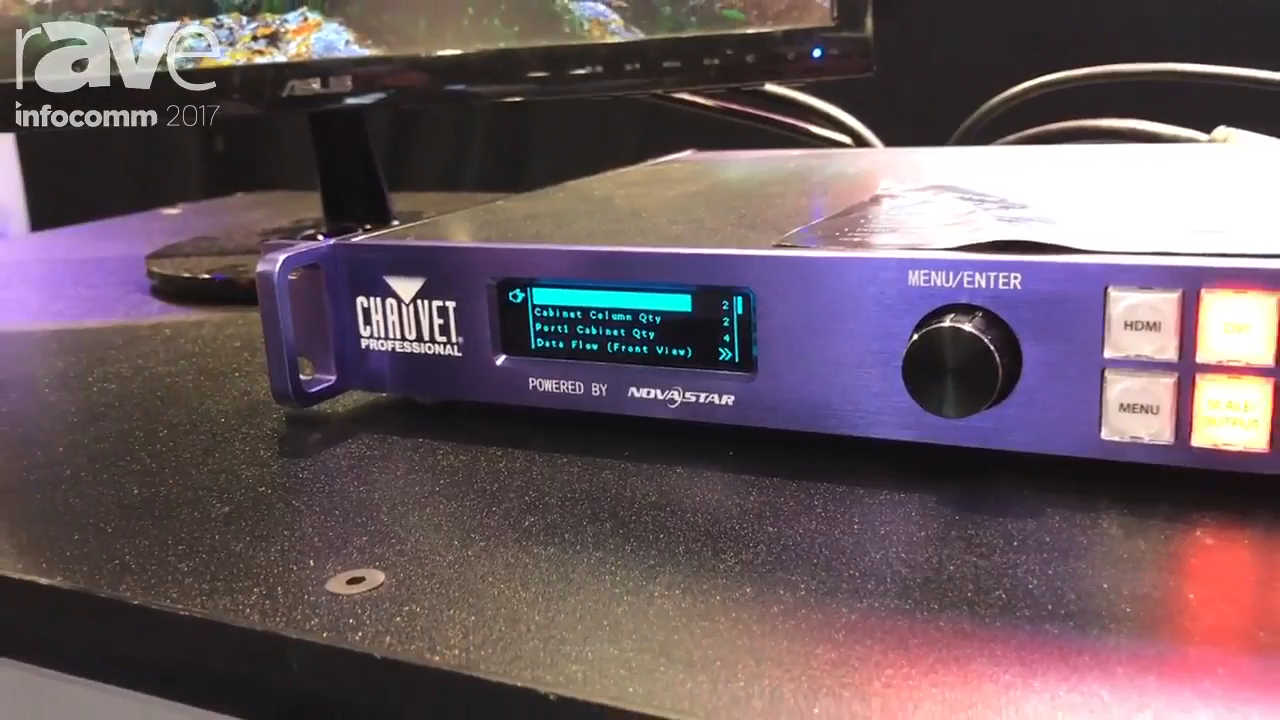 rave
infocomm 2017
CHAUVET
PROFESSIONAL
2
Cabinet Column Qty 2
Port1 Cabinet Qty 4
Data Flow (Front View) »
POWERED BY NOVASTAR
MENU/ENTER
HDMI
MENU
OUTPUT